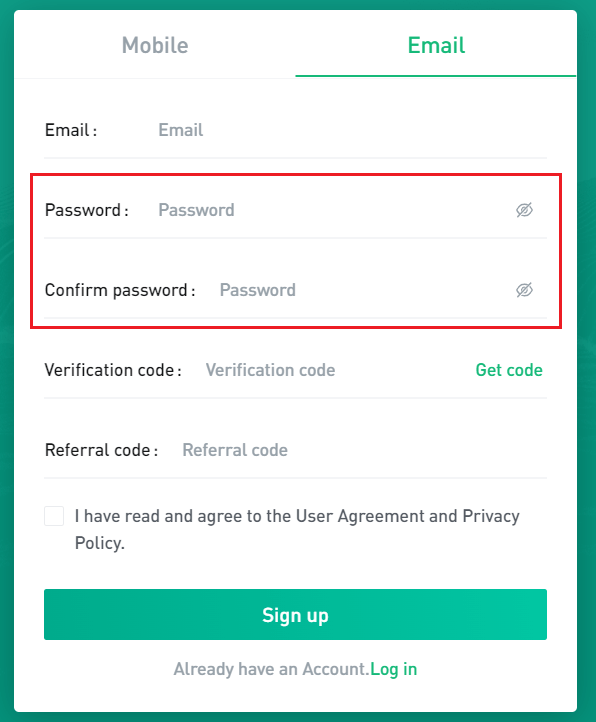 Mobile Email
Email : Email
Password : Password
Confirm password : Password
Verification code : Verification code Get code
Referral code : Referral code
I have read and agree to the User Agreement and Privacy
Policy.
Sign up
Already have an Account.Log in